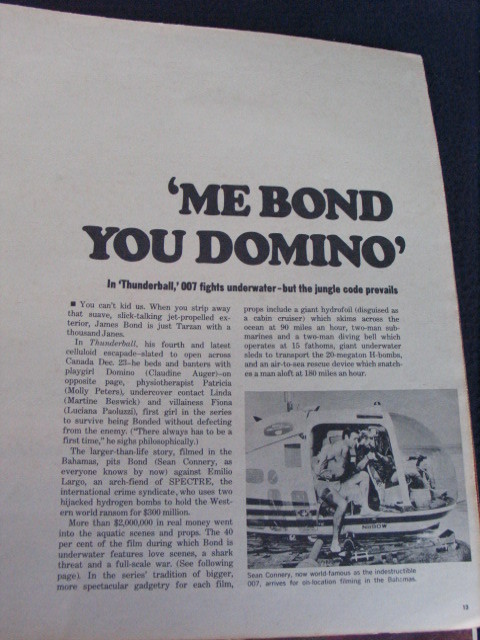 ‘ME BOND
YOU DOMINO’
In ‘Thunderball,’ 007 fights underwater—but the jungle code prevails
■ You can't kid us. When you strip away
that suave, slick-talking jet-propelled ex-
terior, James Bond is just Tarzan with a
thousand Janes.
In Thunderball, his fourth and latest
celluloid escapade—slated to open across
Canada Dec. 23—he beds and banters with
playgirl Domino (Claudine Auger)—on
opposite page, physiotherapist Patricia
(Molly Peters), undercover contact Linda
(Martine Beswick) and villainess Fiona
(Luciana Paoluzzi), first girl in the series
to survive being Bonded without defecting
from the enemy. (“There always has to be a
first time,” he sighs philosophically.)
The larger-than-life story, filmed in the
Bahamas, pits Bond (Sean Connery, as
everyone knows by now) against Emilio
Largo, an arch-fiend of SPECTRE, the
international crime syndicate, who uses two
hijacked hydrogen bombs to hold the West-
ern world ransom for $300 million.
More than $2,000,000 in real money went
into the aquatic scenes and props. The 40
per cent of the film during which Bond is
underwater features love scenes, a shark
threat and a full-scale war. (See following
page). In the series' tradition of bigger,
more spectacular gadgetry for each film,
props include a giant hydrofoil (disguised as
a cabin cruiser) which skims across the
ocean at 90 miles an hour, two-man sub-
marines and a two-man diving bell which
operates at 15 fathoms, giant underwater
sleds to transport the 20-megaton H-bombs,
and an air-to-sea rescue device which snatch-
es a man aloft at 180 miles an hour.
Sean Connery, now world-famous as the indestructible
007, arrives for on-location filming in the Bahamas.
13